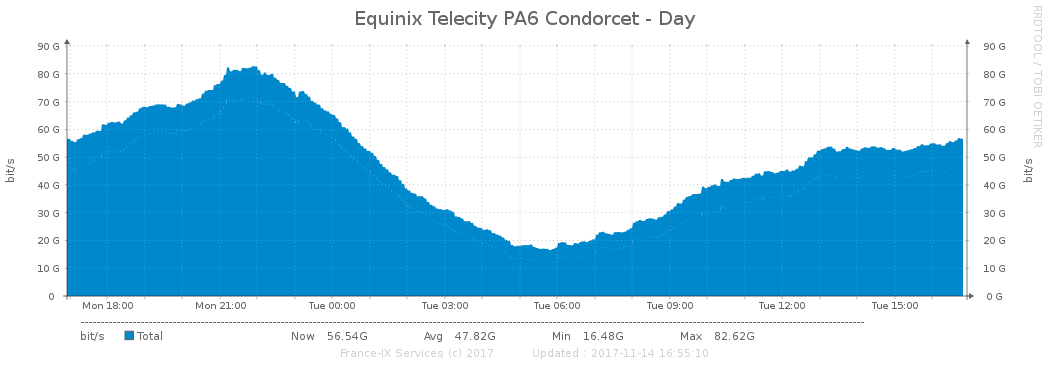 Equinix Telecity PA6 Condorcet - Day
RRDTOOL / TOBI OETIKER
90 G 90 G
80 G 80 G
70 G 70 G
60 G 60 G
50 G 50 G
40 G 40 G
30 G 30 G
20 G 20 G
10 G 10 G
0 0 G
bit/s
bit/s
Mon 18:00 Mon 21:00 Tue 00:00 Tue 03:00 Tue 06:00 Tue 09:00 Tue 12:00 Tue 15:00
bit/s Total Now 56.54G Avg 47.82G Min 16.48G Max 82.62G
France-IX Services (c) 2017 Updated : 2017-11-14 16:55:10